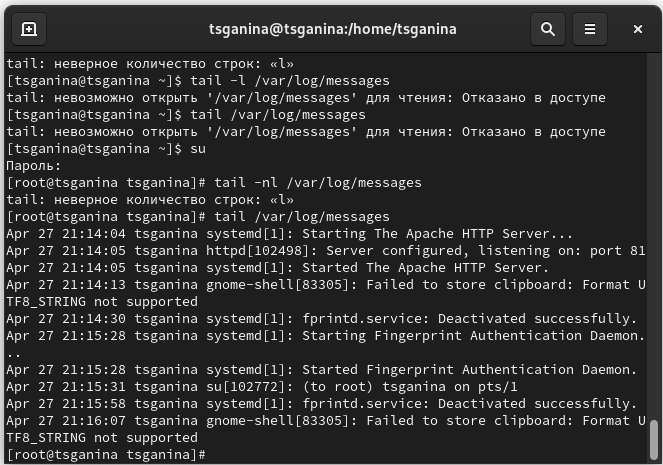 tsganina@tsganina:/home/tsganina
tail: неверное количество строк: «l»
[tsganina@tsganina ~]$ tail -l /var/log/messages
tail: невозможно открыть '/var/log/messages' для чтения: Отказано в доступе
[tsganina@tsganina ~]$ tail /var/log/messages
tail: невозможно открыть '/var/log/messages' для чтения: Отказано в доступе
[tsganina@tsganina ~]$ su
Пароль:
[root@tsganina tsganina]# tail -nl /var/log/messages
tail: неверное количество строк: «l»
[root@tsganina tsganina]# tail /var/log/messages
Apr 27 21:14:04 tsganina systemd[1]: Starting The Apache HTTP Server...
Apr 27 21:14:05 tsganina httpd[102498]: Server configured, listening on: port 81
Apr 27 21:14:05 tsganina systemd[1]: Started The Apache HTTP Server.
Apr 27 21:14:13 tsganina gnome-shell[83305]: Failed to store clipboard: Format U
TF8_STRING not supported
Apr 27 21:14:30 tsganina systemd[1]: fprintd.service: Deactivated successfully.
Apr 27 21:15:28 tsganina systemd[1]: Starting Fingerprint Authentication Daemon.
..
Apr 27 21:15:28 tsganina systemd[1]: Started Fingerprint Authentication Daemon.
Apr 27 21:15:31 tsganina su[102772]: (to root) tsganina on pts/1
Apr 27 21:15:58 tsganina systemd[1]: fprintd.service: Deactivated successfully.
Apr 27 21:16:07 tsganina gnome-shell[83305]: Failed to store clipboard: Format U
TF8_STRING not supported
[root@tsganina tsganina]#